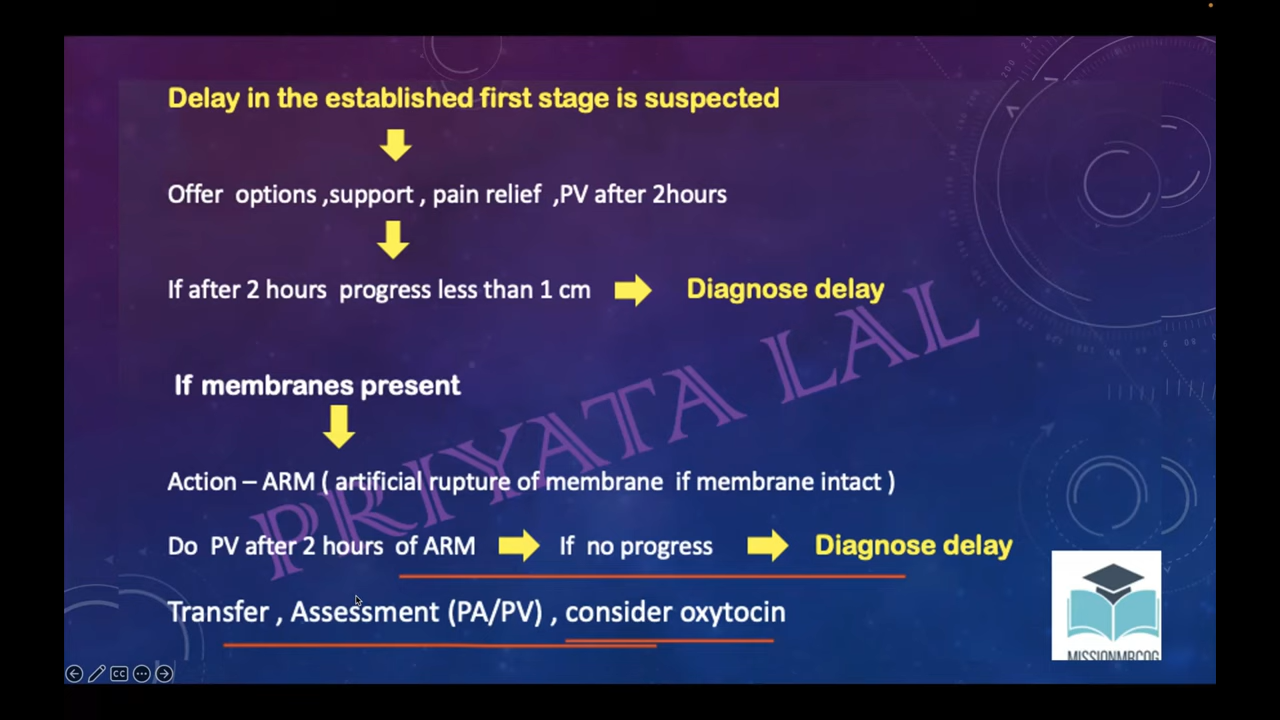 Delay in the established first stage is suspected
Offer options ,support , pain relief ,PV after 2hours
If after 2 hours progress less than 1 cm
Diagnose delay
If membranes present
PRIYATA LAL
Action – ARM ( artificial rupture of membrane if membrane intact )
Do PV after 2 hours of ARM
If no progress
Diagnose delay
Transfer , Assessment (PA/PV) , consider oxytocin
MISSIONMRCOG
CC